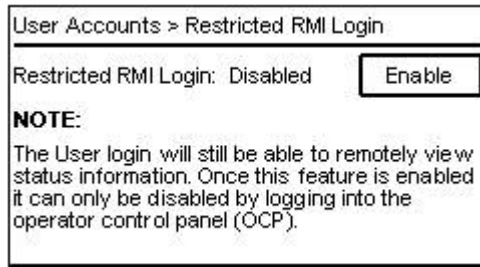 User Accounts > Restricted RMI Login
Restricted RMI Login: Disabled Enable
NOTE:
The User login will still be able to remotely view
status information. Once this feature is enabled
it can only be disabled by logging into the
operator control panel (OCP).